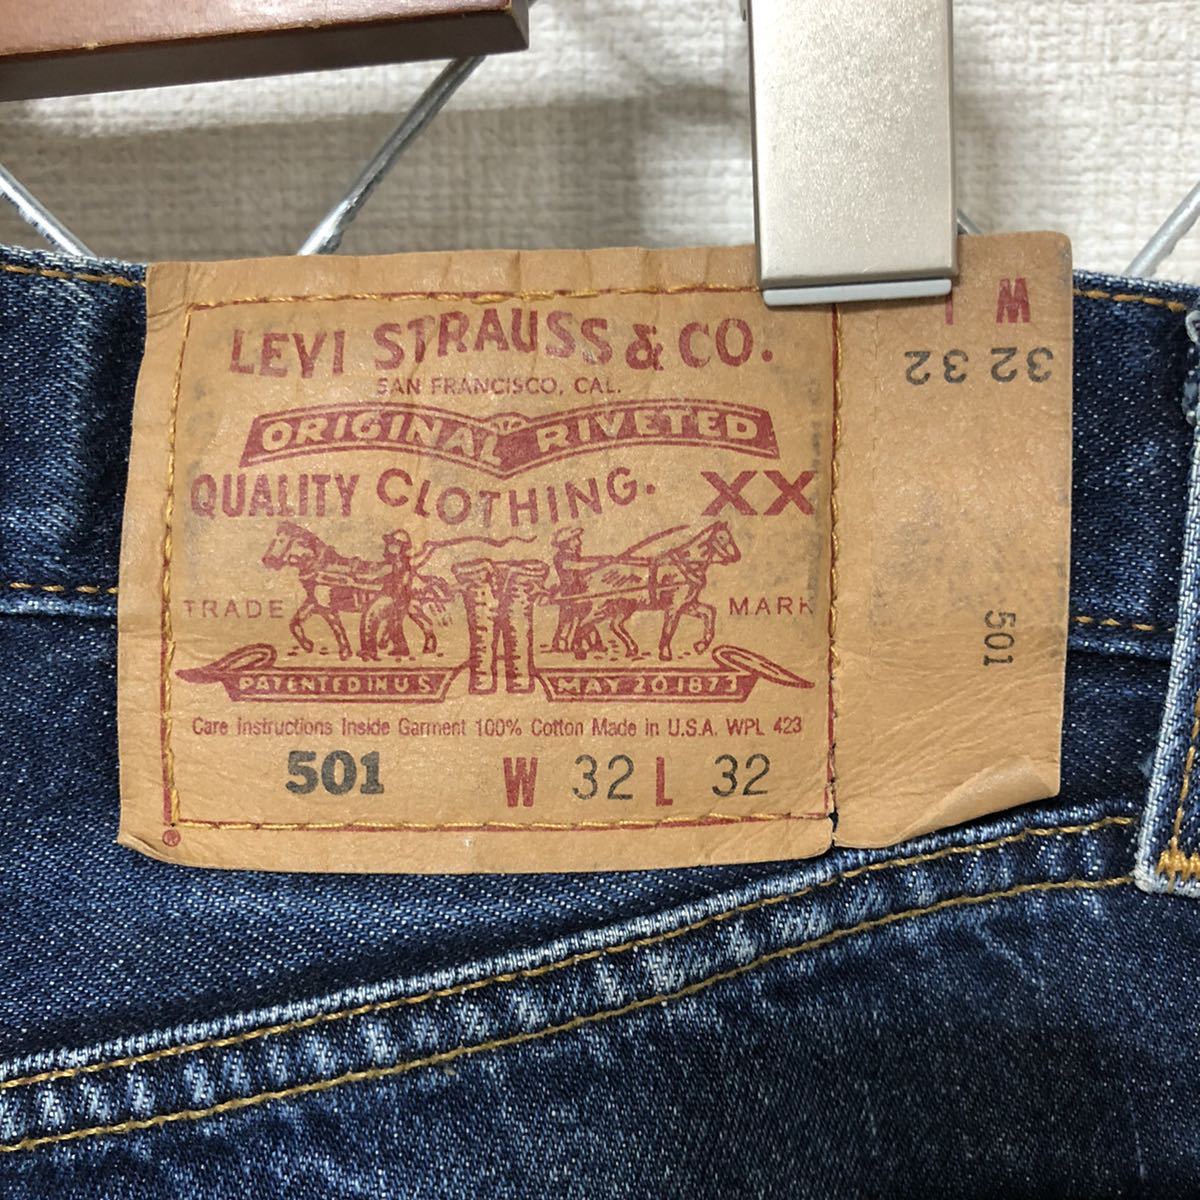 LEVI STRAUSS & CO.
SAN FRANCISCO, CAL.
ORIGINAL RIVETED
QUALITY CLOTHING. XX
TRADE MARK
PATENTED IN U S MAY 20 1873
Care Instructions Inside Garment 100% Cotton Made in U.S.A. WPL 423
501 W 32 L 32
®
W L
32 32
501